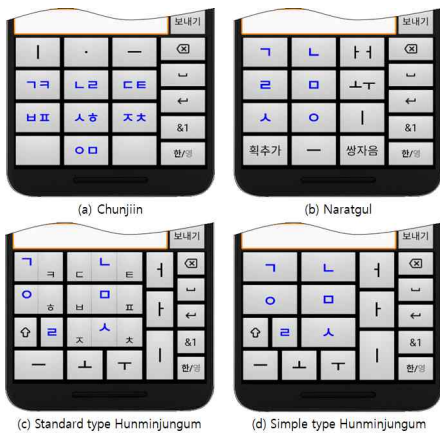 보내기
ㅣ · ㅡ
ㄱㅋ ㄴㄹ ㄷㅌ
ㅂㅍ ㅅㅎ ㅈㅊ
&1
ㅇㅁ 한/영
(a) Chunjiin
보내기
ㄱ ㄴ ㅏㅓ
ㄹ ㅁ ㅗㅜ
ㅅ ㅇ ㅣ
&1
획추가 ㅡ 쌍자음 한/영
(b) Naratgul
보내기
ㄱ ㅋ ㄷ ㄴ ㅌ ㅓ
ㅇ ㅎ ㅂ ㅁ ㅍ ㅏ
ㄹ ㅈ ㅅ ㅊ ㅣ &1
ㅡ ㅗ ㅜ 한/영
(c) Standard type Hunminjungum
보내기
ㄱ ㄴ ㅓ
ㅇ ㅁ ㅏ
ㄹ ㅅ ㅣ &1
ㅡ ㅗ ㅜ 한/영
(d) Simple type Hunminjungum